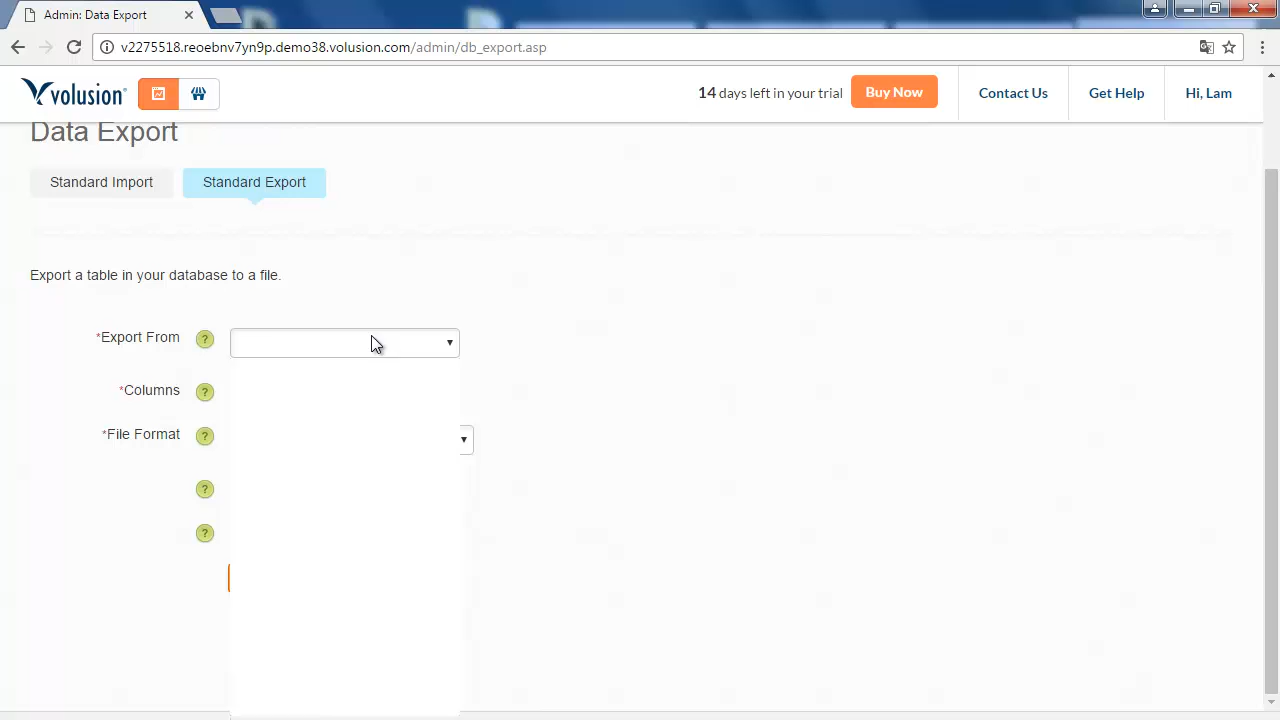 Admin: Data Export
v2275518.reoebnv7yn9p.demo38.volusion.com/admin/db_export.asp
volusion
14 days left in your trial
Buy Now
Contact Us
Get Help
Hi, Lam
Data Export
Standard Import
Standard Export
Export a table in your database to a file.
*Export From
?
*Columns
?
*File Format
?
?
?